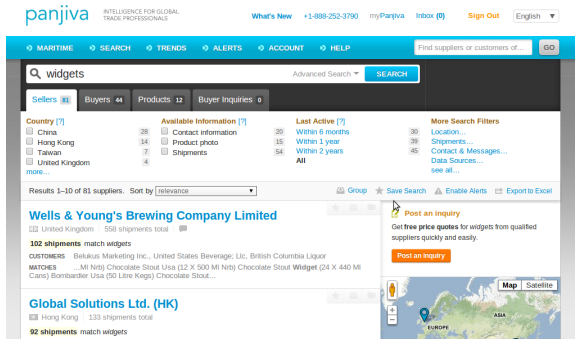 panjiva INTELLIGENCE FOR GLOBAL TRADE PROFESSIONALS
What's New +1-888-252-3790 myPanjiva Inbox (0) Sign Out English ▼
MARITIME SEARCH TRENDS ALERTS ACCOUNT HELP Find suppliers or customers of... GO
widgets Advanced Search ▼ SEARCH
Sellers 81 Buyers 44 Products 12 Buyer Inquiries 0
Country [?] Available Information [?] Last Active [?] More Search Filters
China 28 Contact information 20 Within 6 months 30 Location...
Hong Kong 14 Product photo 15 Within 1 year 39 Shipments...
Taiwan 7 Shipments 54 Within 2 years 45 Contact & Messages...
United Kingdom 4 All Data Sources...
more... see all...
Results 1–10 of 81 suppliers. Sort by relevance Group Save Search Enable Alerts Export to Excel
Wells & Young's Brewing Company Limited
United Kingdom 558 shipments total
102 shipments match widgets
CUSTOMERS Belukus Marketing Inc., United States Beverage; Llc, British Columbia Liquor
MATCHES ...Ml Nrb) Chocolate Stout Usa (12 X 500 Ml Nrb) Chocolate Stout Widget (24 X 440 Ml
Cans) Bombardier Usa (50 Litre Kegs) Chocolate Stout...
Global Solutions Ltd. (HK)
Hong Kong 133 shipments total
92 shipments match widgets
Post an inquiry
Get free price quotes for widgets from qualified
suppliers quickly and easily.
Post an Inquiry
Map Satellite
EUROPE
ASIA